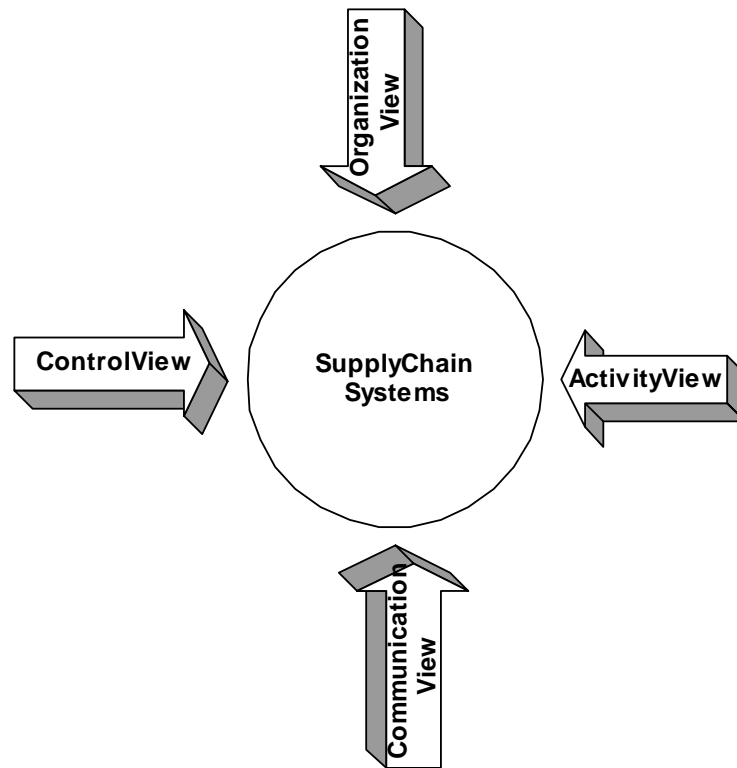 Organization
View
ControlView
SupplyChain
Systems
ActivityView
Communication
View